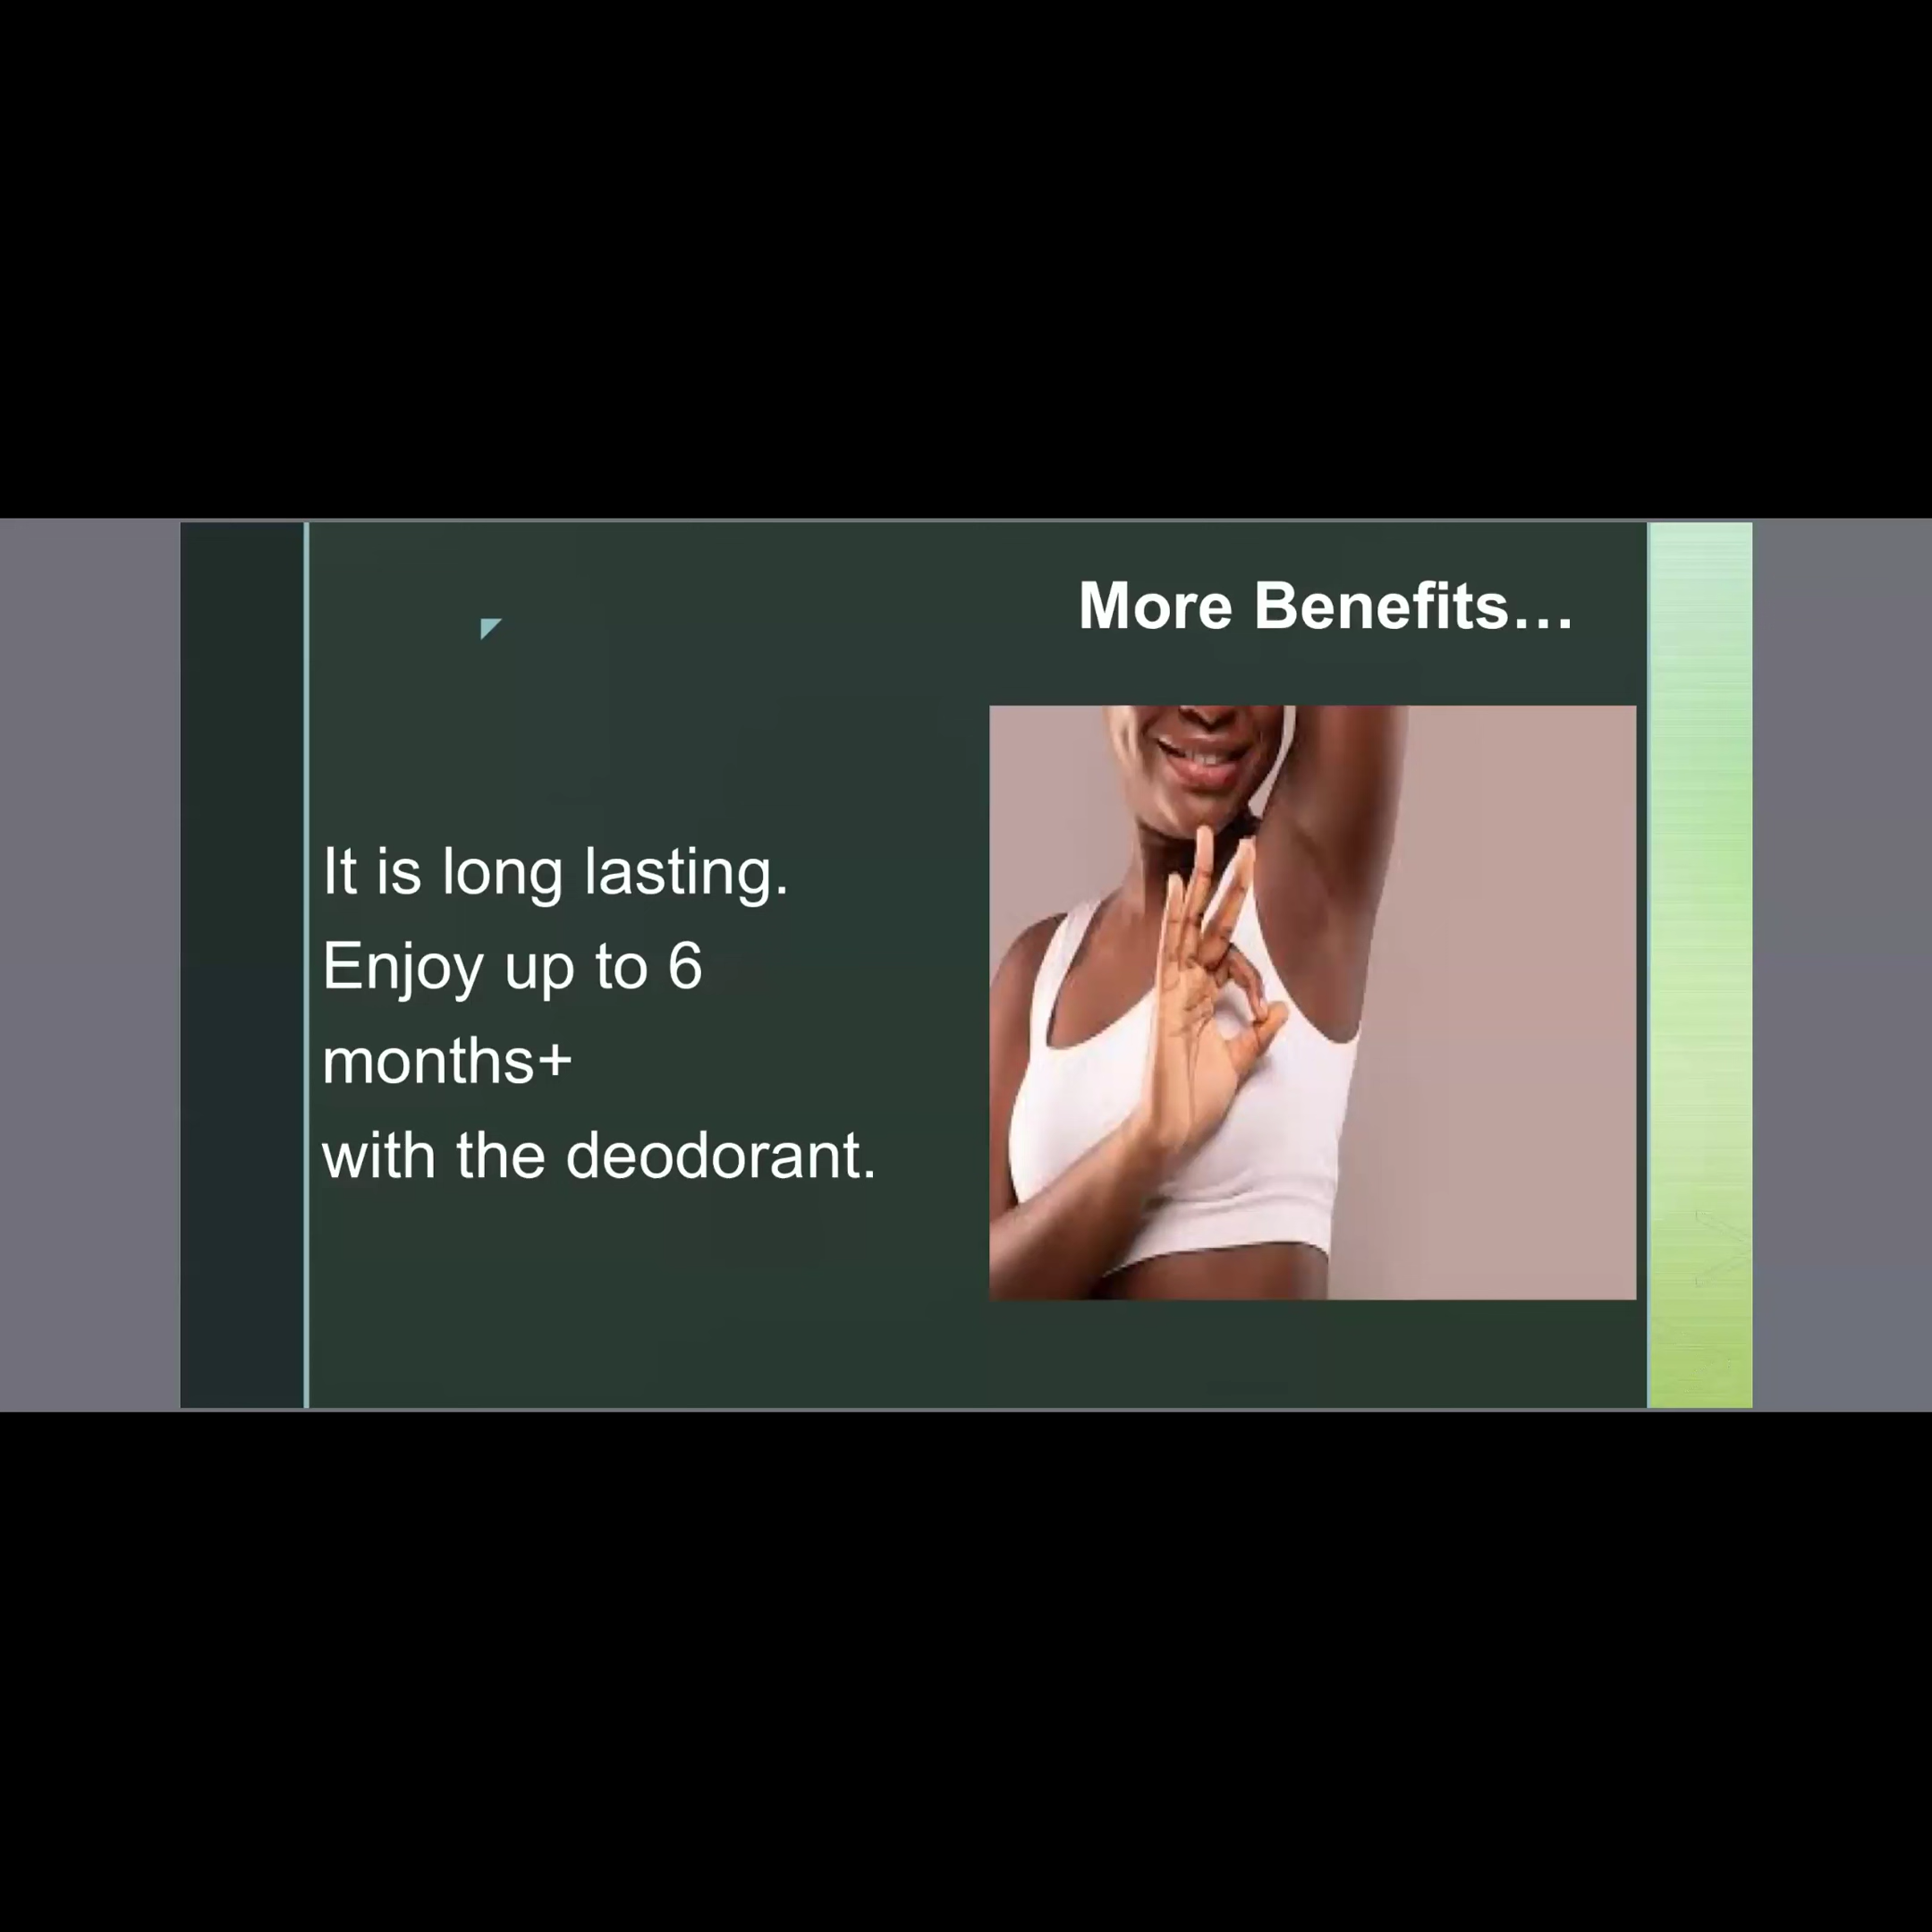 More Benefits…
It is long lasting.
Enjoy up to 6
months+
with the deodorant.